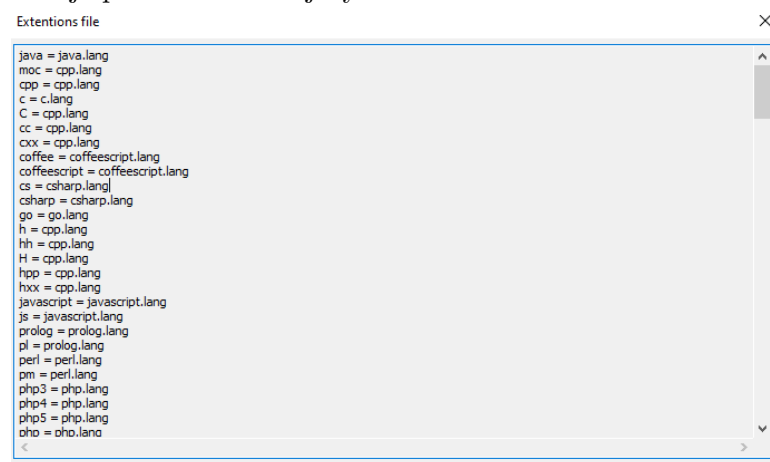 Extentions file
java = java.lang
moc = cpp.lang
cpp = cpp.lang
c = c.lang
C = cpp.lang
cc = cpp.lang
cxx = cpp.lang
coffee = coffeescript.lang
coffeescript = coffeescript.lang
cs = csharp.lang
csharp = csharp.lang
go = go.lang
h = cpp.lang
hh = cpp.lang
H = cpp.lang
hpp = cpp.lang
hxx = cpp.lang
javascript = javascript.lang
js = javascript.lang
prolog = prolog.lang
pl = prolog.lang
perl = perl.lang
pm = perl.lang
php3 = php.lang
php4 = php.lang
php5 = php.lang
php = php.lang